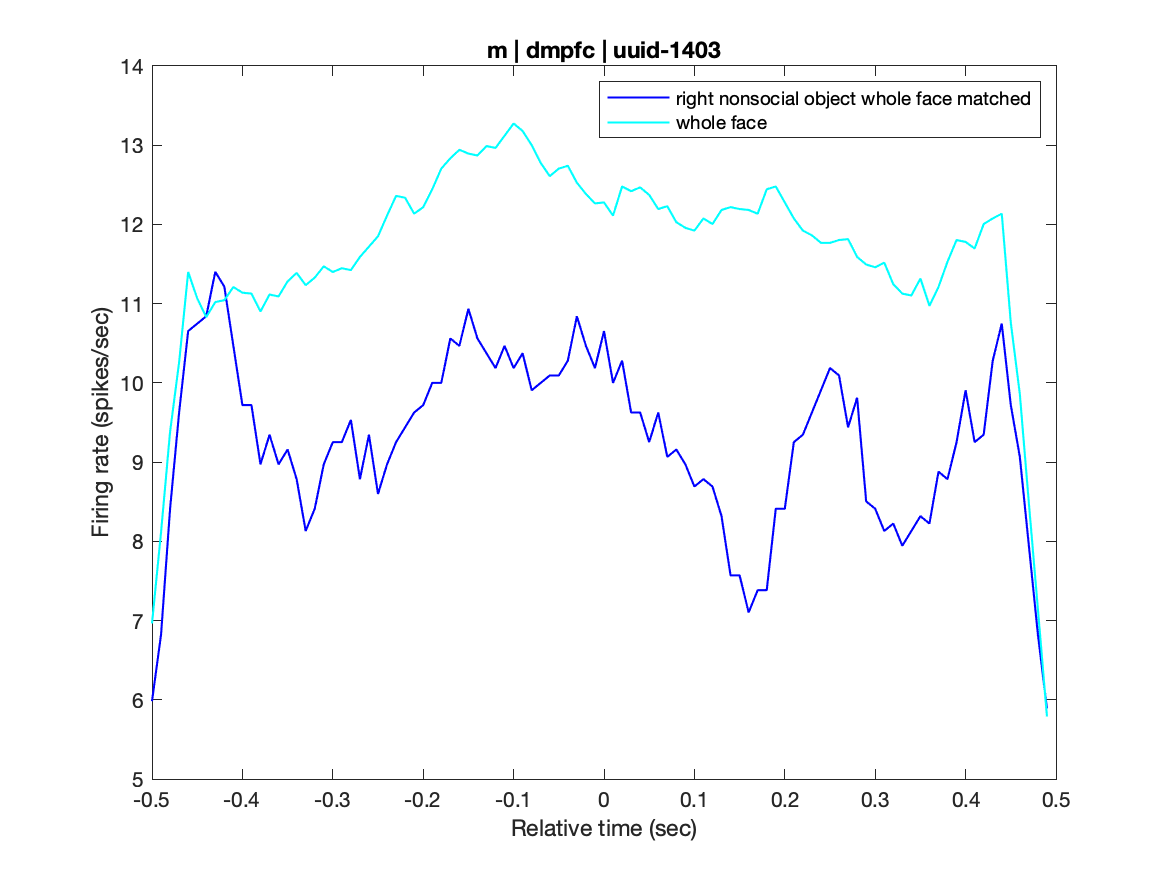 m | dmpfc | uuid-1403
right nonsocial object whole face matched
whole face
14
13
12
11
10
9
8
7
6
5
Firing rate (spikes/sec)
-0.5 -0.4 -0.3 -0.2 -0.1 0 0.1 0.2 0.3 0.4 0.5
Relative time (sec)